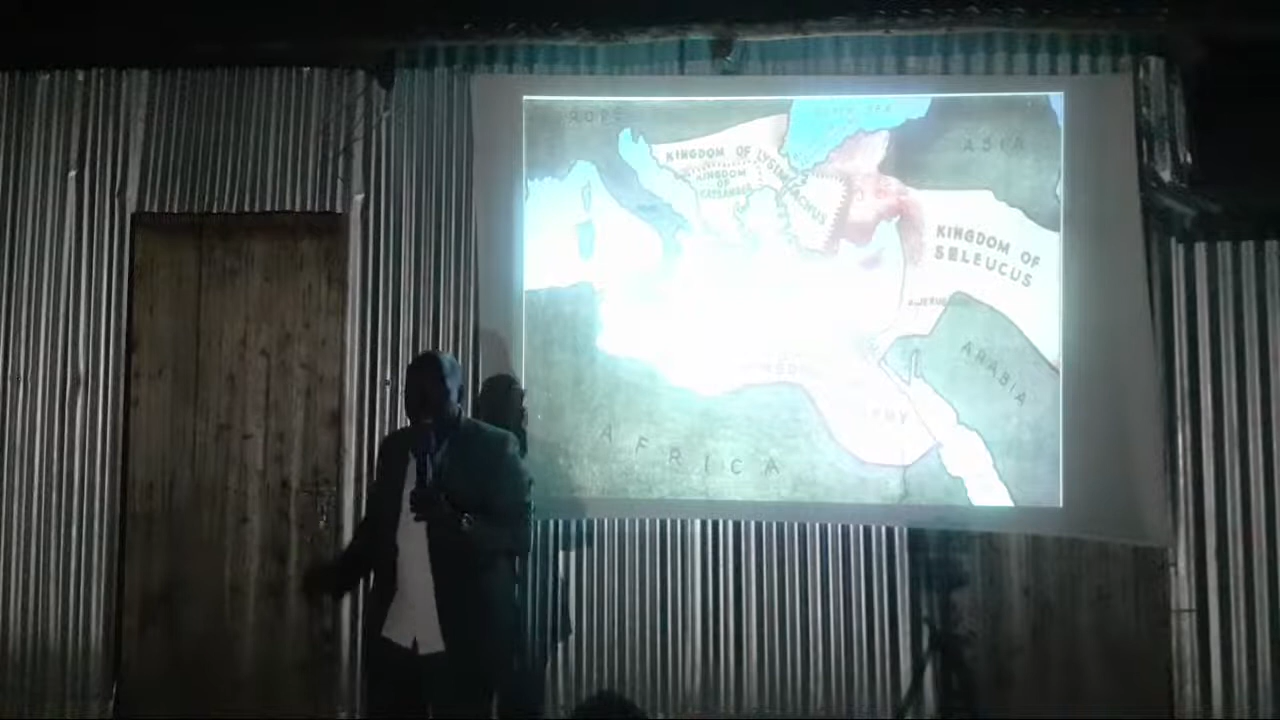 ASIA
KINGDOM OF LYSIMACHUS
KINGDOM
OF
CASSANDER
KINGDOM OF
SELEUCUS
ARABIA
AFRICA